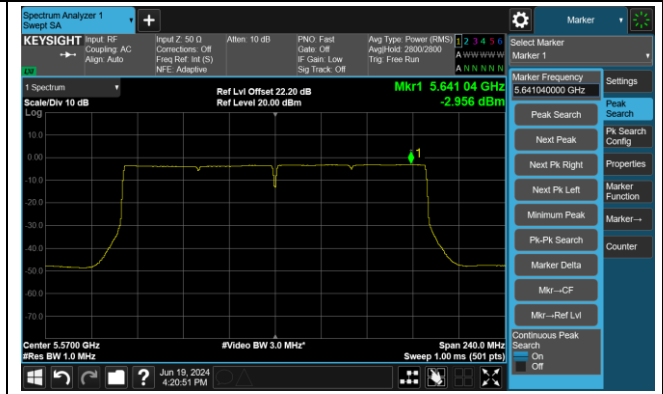 Spectrum Analyzer 1
Swept SA
+
Marker
KEYSIGHT
Input: RF
Coupling: AC
Align: Auto
Input Z: 50 Ω
Corrections: Off
Freq Ref: Int (S)
NFE: Adaptive
Atten: 10 dB
PNO: Fast
Gate: Off
IF Gain: Low
Sig Track: Off
Avg Type: Power (RMS)
Avg|Hold: 2800/2800
Trig: Free Run
1 2 3 4 5 6
A W W W W W
A N N N N N
Select Marker
Marker 1
1 Spectrum
Scale/Div 10 dB
Log
Ref Lvl Offset 22.20 dB
Ref Level 20.00 dBm
Mkr1 5.641 04 GHz
-2.956 dBm
Marker Frequency
5.641040000 GHz
Peak Search
Next Peak
Next Pk Right
Next Pk Left
Minimum Peak
Pk-Pk Search
Marker Delta
Mkr→CF
Mkr→Ref Lvl
Continuous Peak
Search
On
Off
Settings
Peak
Search
Pk Search
Config
Properties
Marker
Function
Marker→
Counter
10.0
0.00
-10.0
-20.0
-30.0
-40.0
-50.0
-60.0
-70.0
1
Center 5.5700 GHz
#Res BW 1.0 MHz
#Video BW 3.0 MHz*
Span 240.0 MHz
Sweep 1.00 ms (501 pts)
?
Jun 19, 2024
4:20:51 PM